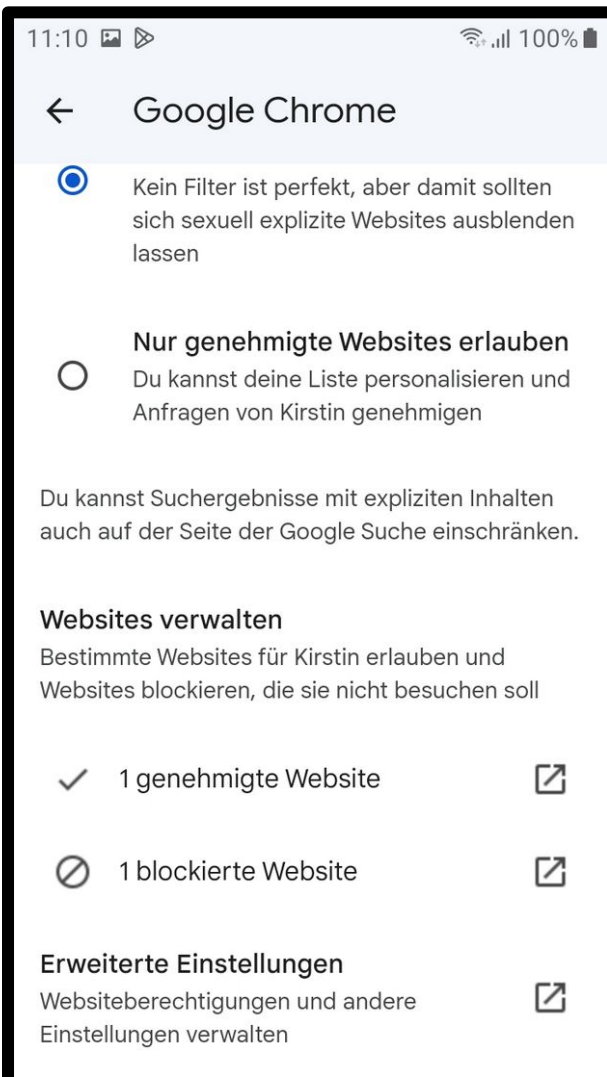 11:10 100%
Google Chrome
Kein Filter ist perfekt, aber damit sollten
sich sexuell explizite Websites ausblenden
lassen
Nur genehmigte Websites erlauben
Du kannst deine Liste personalisieren und
Anfragen von Kirstin genehmigen
Du kannst Suchergebnisse mit expliziten Inhalten
auch auf der Seite der Google Suche einschränken.
Websites verwalten
Bestimmte Websites für Kirstin erlauben und
Websites blockieren, die sie nicht besuchen soll
1 genehmigte Website
1 blockierte Website
Erweiterte Einstellungen
Websiteberechtigungen und andere
Einstellungen verwalten